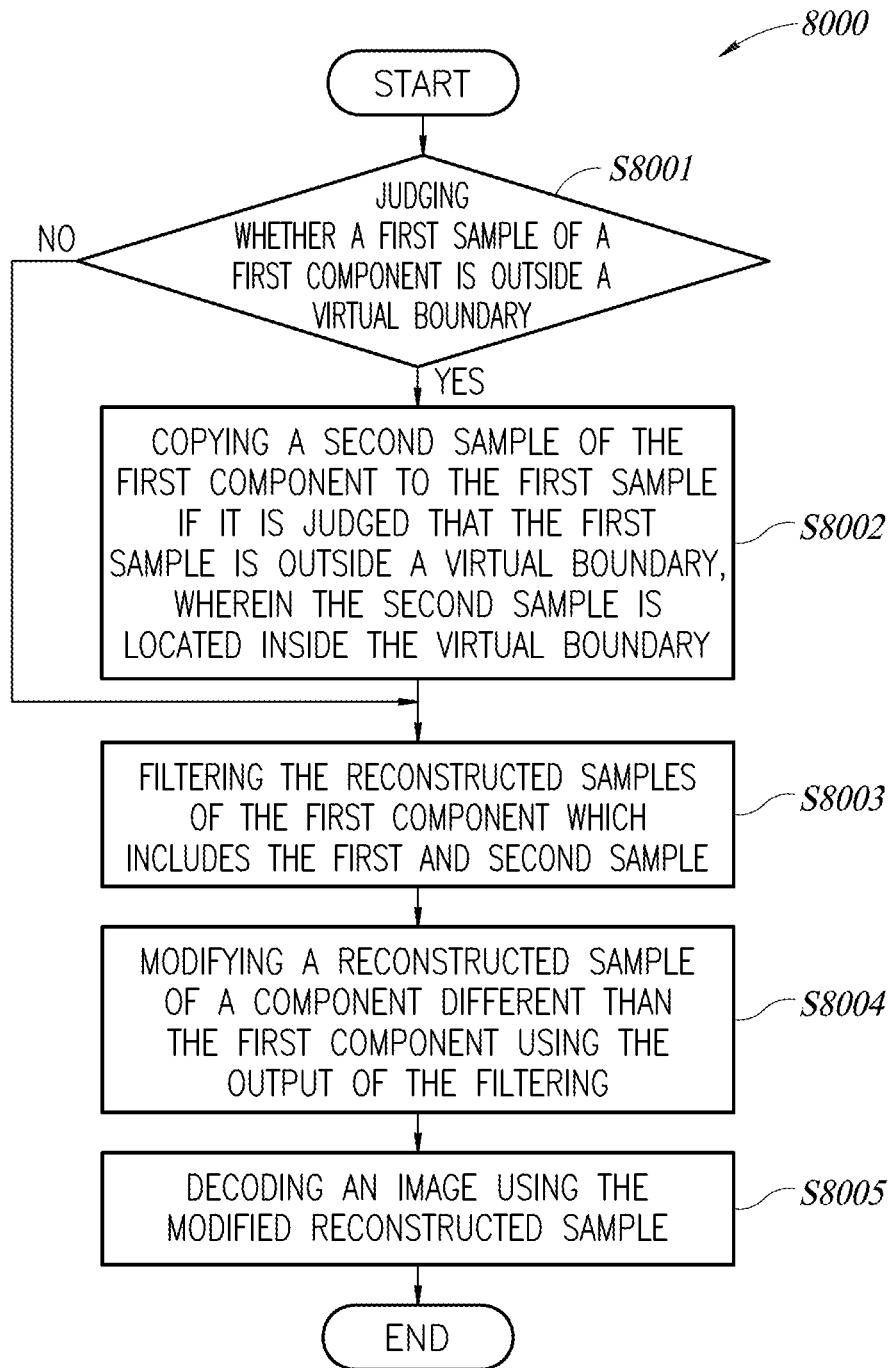 8000
START
S8001
JUDGING
WHETHER A FIRST SAMPLE OF A
FIRST COMPONENT IS OUTSIDE A
VIRTUAL BOUNDARY
NO
YES
COPYING A SECOND SAMPLE OF THE
FIRST COMPONENT TO THE FIRST SAMPLE
IF IT IS JUDGED THAT THE FIRST
SAMPLE IS OUTSIDE A VIRTUAL BOUNDARY,
WHEREIN THE SECOND SAMPLE IS
LOCATED INSIDE THE VIRTUAL BOUNDARY
S8002
FILTERING THE RECONSTRUCTED SAMPLES
OF THE FIRST COMPONENT WHICH
INCLUDES THE FIRST AND SECOND SAMPLE
S8003
MODIFYING A RECONSTRUCTED SAMPLE
OF A COMPONENT DIFFERENT THAN
THE FIRST COMPONENT USING THE
OUTPUT OF THE FILTERING
S8004
DECODING AN IMAGE USING THE
MODIFIED RECONSTRUCTED SAMPLE
S8005
END